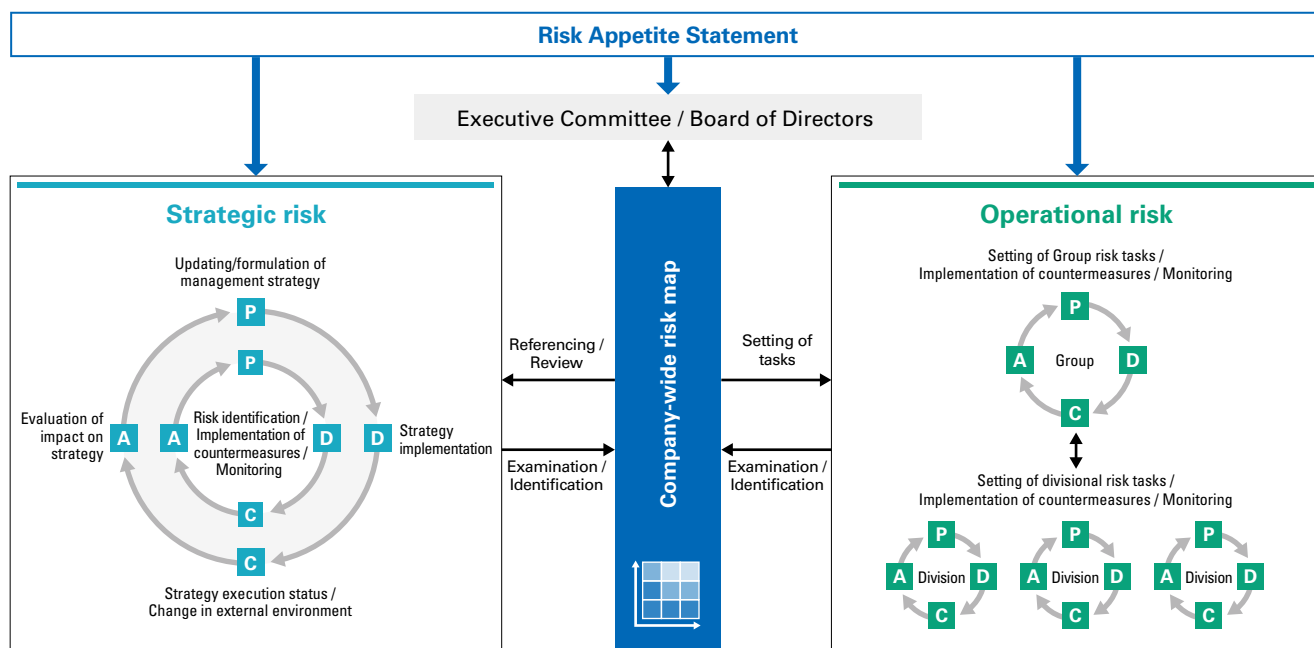 Risk Appetite Statement
Executive Committee / Board of Directors
Strategic risk
Updating/formulation of
management strategy
P
P
Evaluation of
impact on
strategy
A
A
Risk identification /
Implementation of
countermeasures /
Monitoring
D
D
Strategy
implementation
C
C
Strategy execution status /
Change in external environment
Referencing /
Review
Examination /
Identification
Company-wide risk map
Setting of
tasks
Examination /
Identification
Operational risk
Setting of Group risk tasks /
Implementation of countermeasures / Monitoring
P
A
Group
D
C
Setting of divisional risk tasks /
Implementation of countermeasures / Monitoring
P
A
Division
D
C
P
A
Division
D
C
P
A
Division
D
C